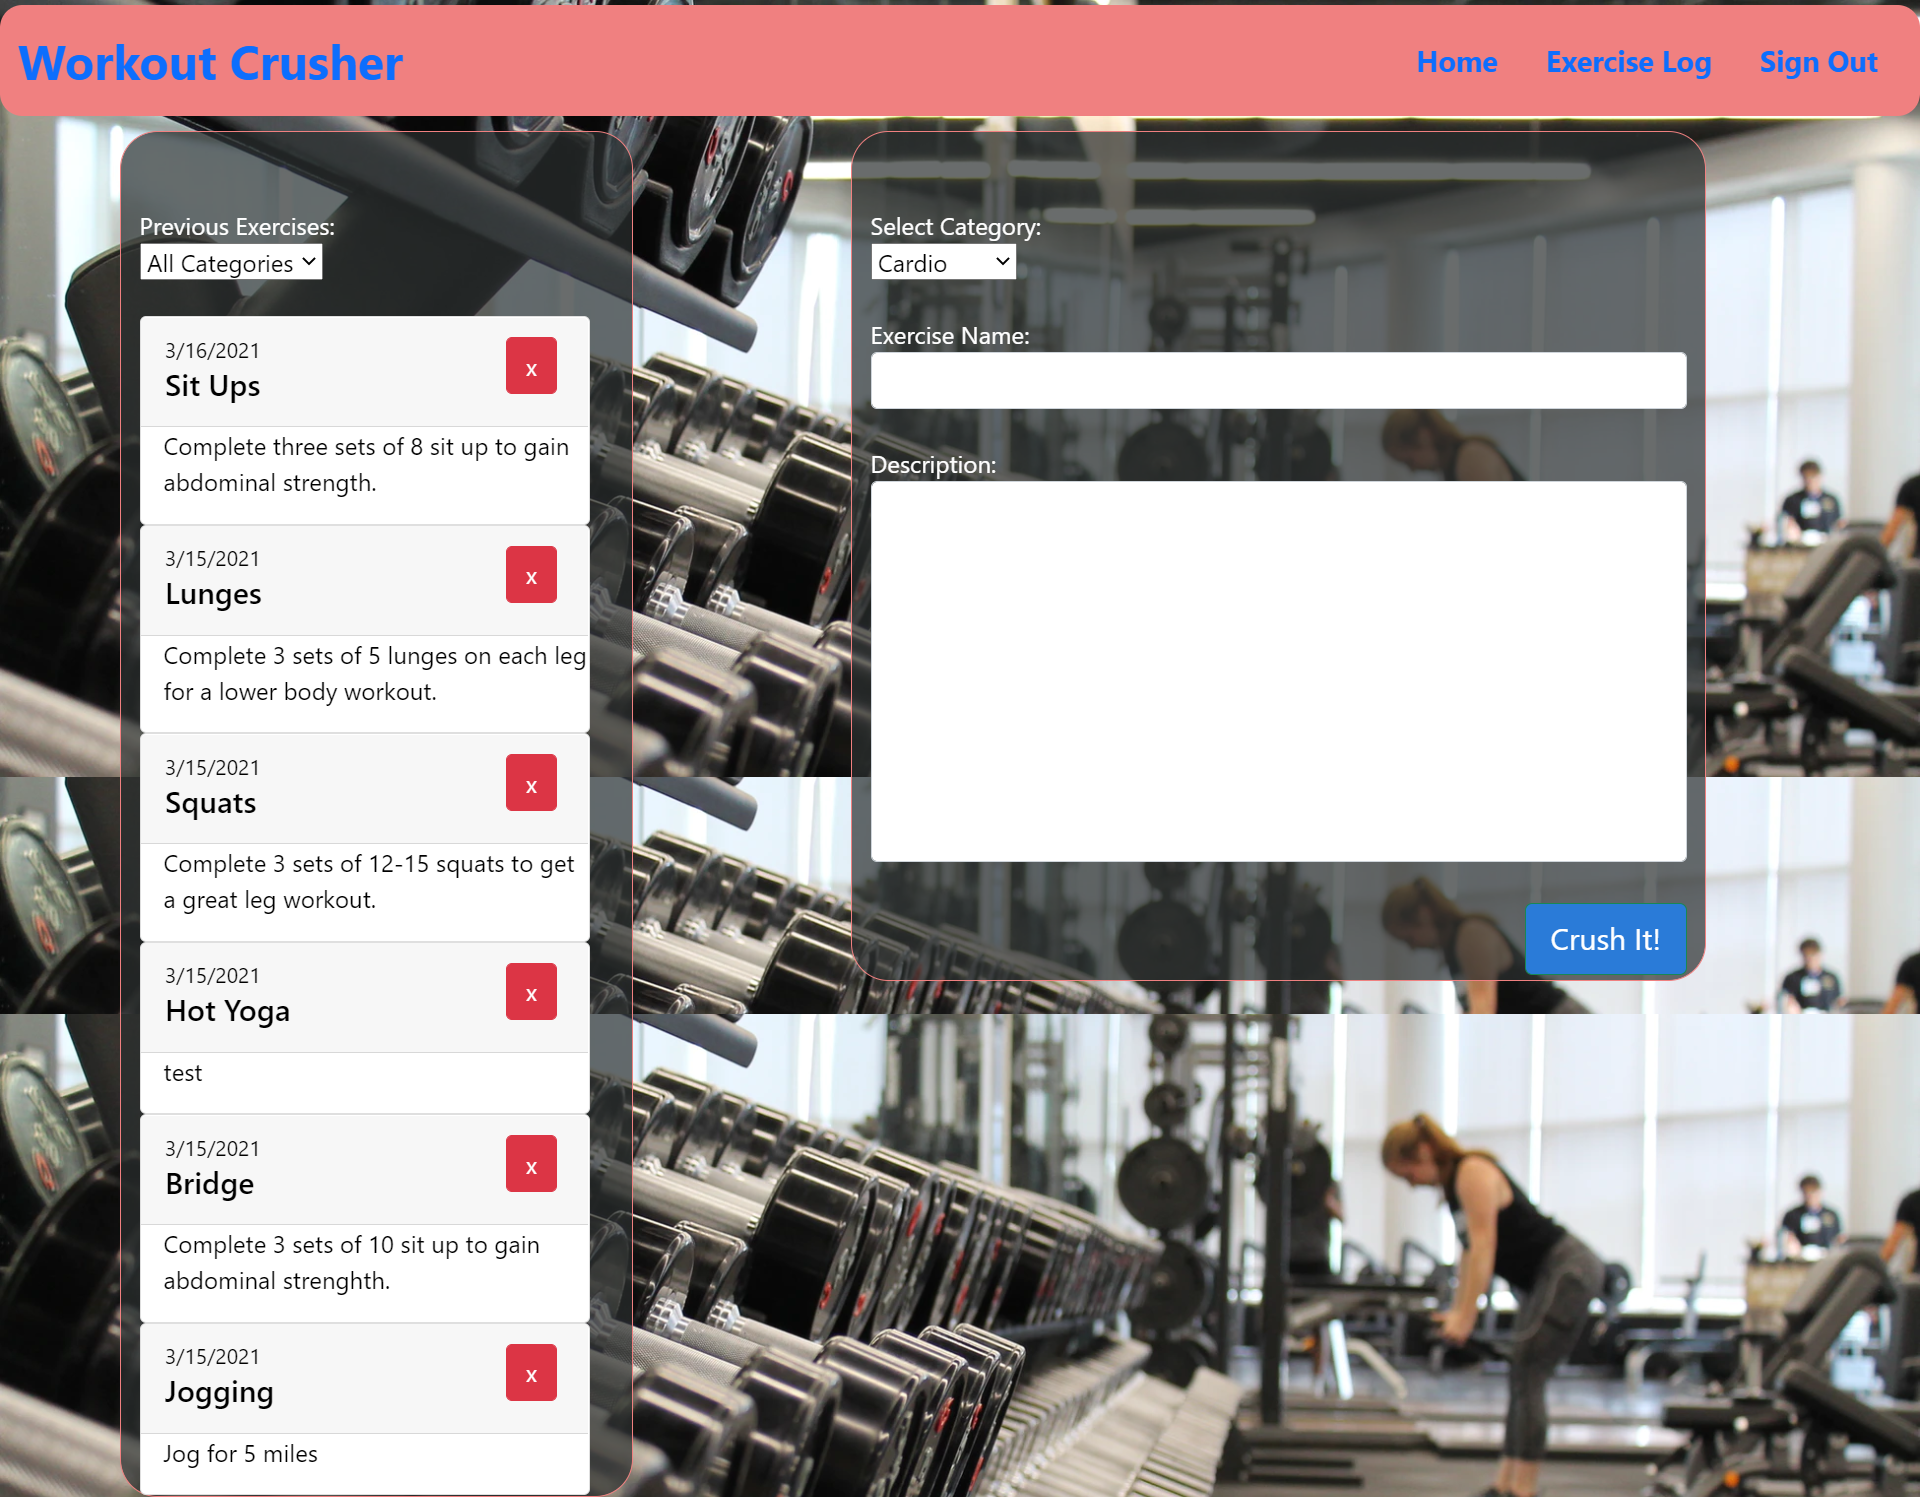 Workout Crusher
Home
Exercise Log
Sign Out
Previous Exercises:
All Categories
3/16/2021
Sit Ups
x
Complete three sets of 8 sit up to gain
abdominal strength.
3/15/2021
Lunges
x
Complete 3 sets of 5 lunges on each leg
for a lower body workout.
3/15/2021
Squats
x
Complete 3 sets of 12-15 squats to get
a great leg workout.
3/15/2021
Hot Yoga
x
test
3/15/2021
Bridge
x
Complete 3 sets of 10 sit up to gain
abdominal strenghth.
3/15/2021
Jogging
x
Jog for 5 miles
Select Category:
Cardio
Exercise Name:
Description:
Crush It!